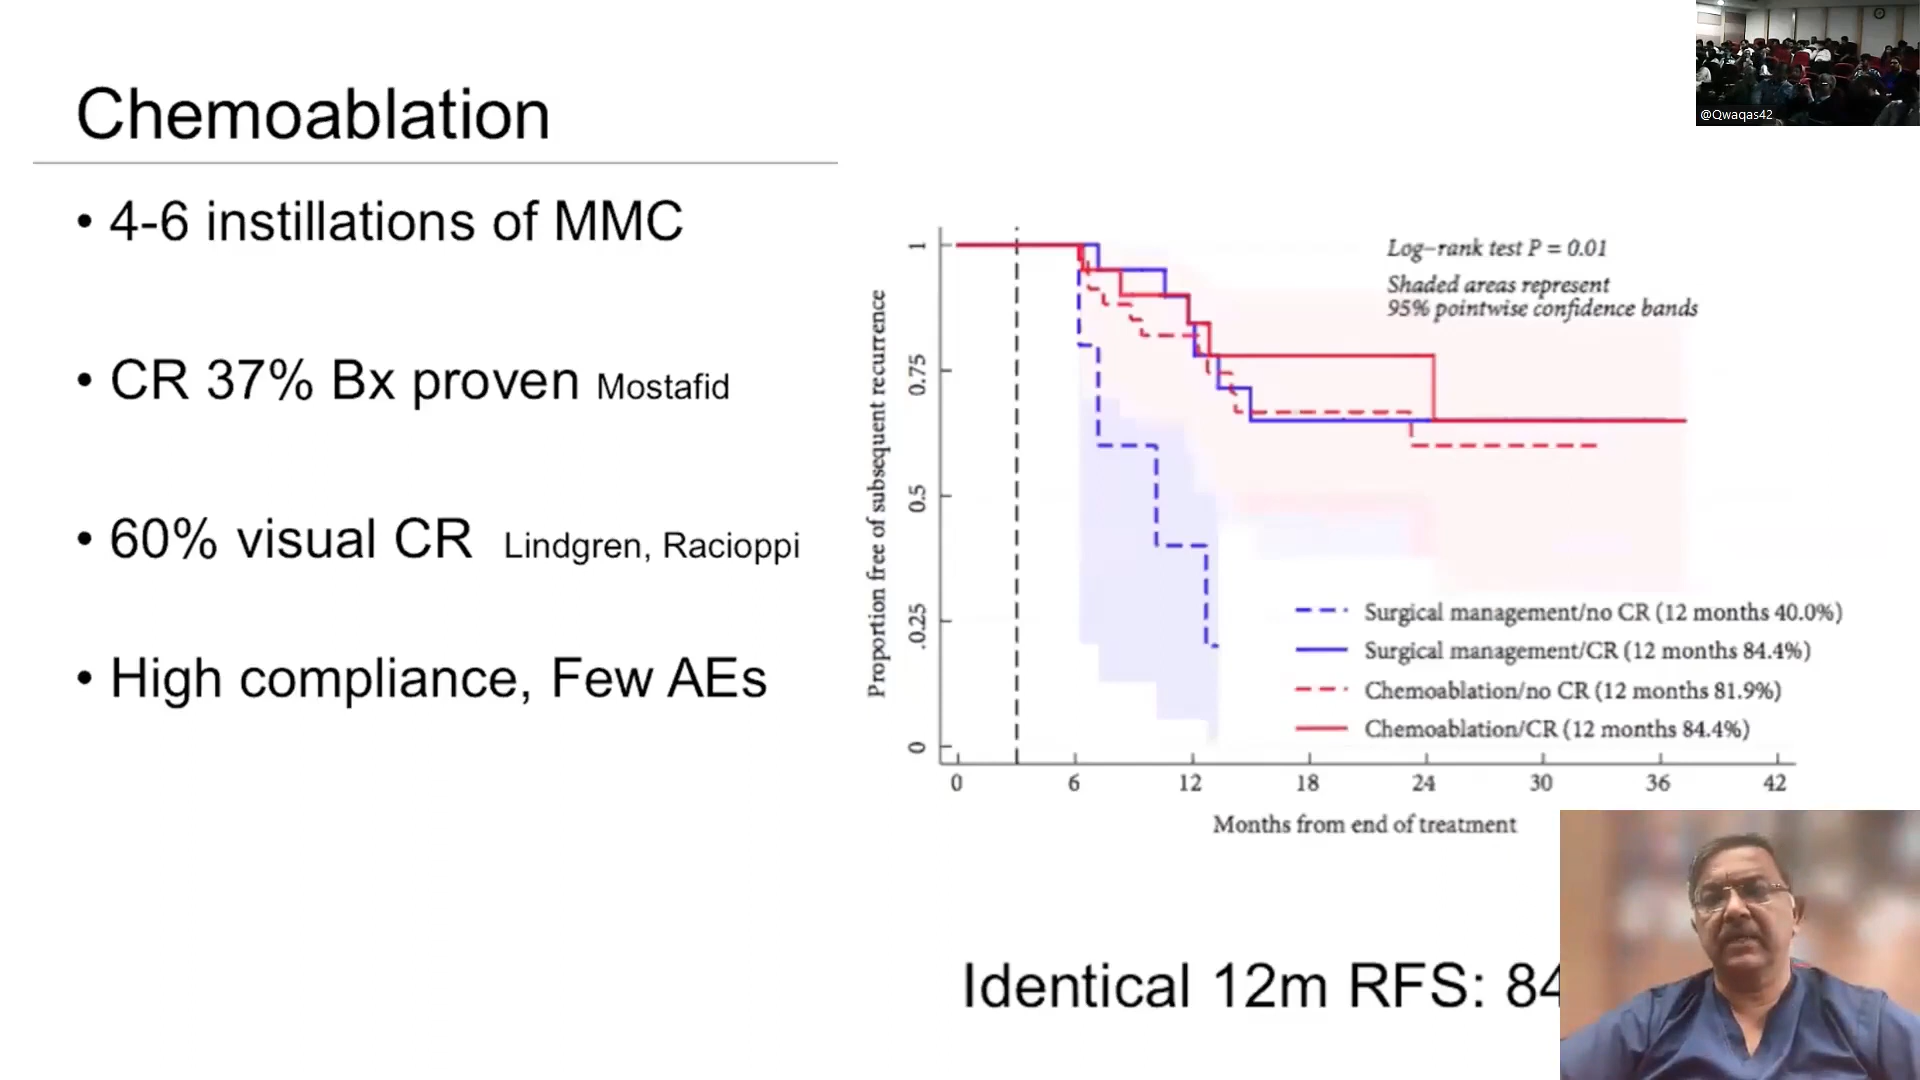 @Qwaqas42
Chemoablation
• 4-6 instillations of MMC
• CR 37% Bx proven Mostafid
• 60% visual CR Lindgren, Racioppi
• High compliance, Few AEs
Log-rank test P = 0.01
Shaded areas represent
95% pointwise confidence bands
Proportion free of subsequent recurrence
1
0.75
0.5
.0.25
0
Surgical management/no CR (12 months 40.0%)
Surgical management/CR (12 months 84.4%)
Chemoablation/no CR (12 months 81.9%)
Chemoablation/CR (12 months 84.4%)
0 6 12 18 24 30 36 42
Months from end of treatment
Identical 12m RFS: 84